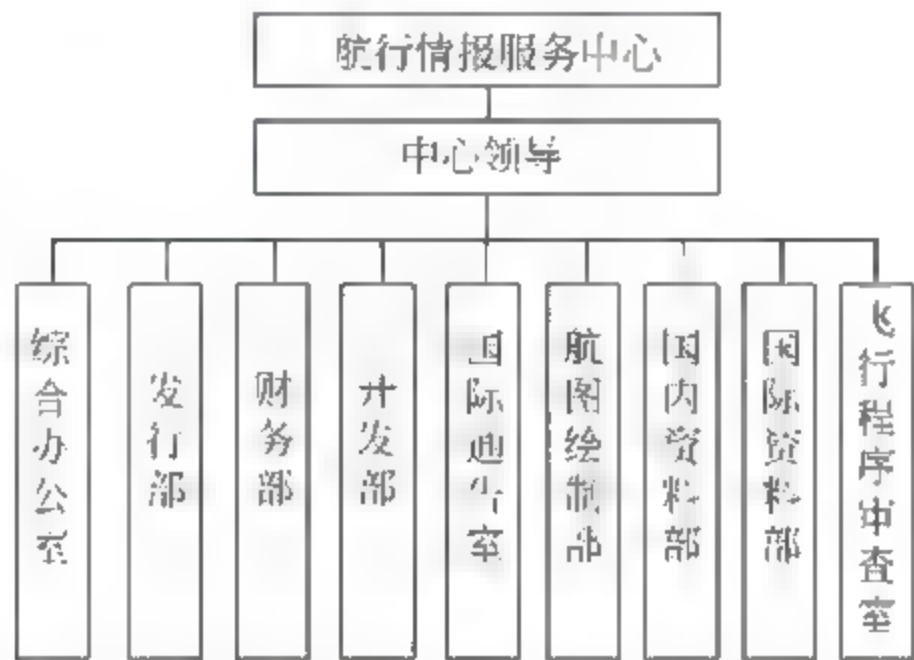 航行情报服务中心
中心领导
综合办公室
发行部
财务部
开发部
国际通告室
航图绘制部
国内资料部
国际资料部
飞行程序审查室